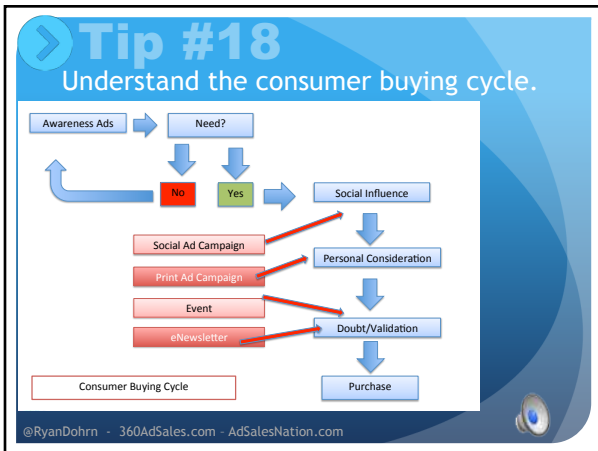 Tip #18
Understand the consumer buying cycle.
Awareness Ads
Need?
No
Yes
Social Influence
Social Ad Campaign
Personal Consideration
Print Ad Campaign
Event
Doubt/Validation
eNewsletter
Consumer Buying Cycle
Purchase
@RyanDohrn - 360AdSales.com - AdSalesNation.com